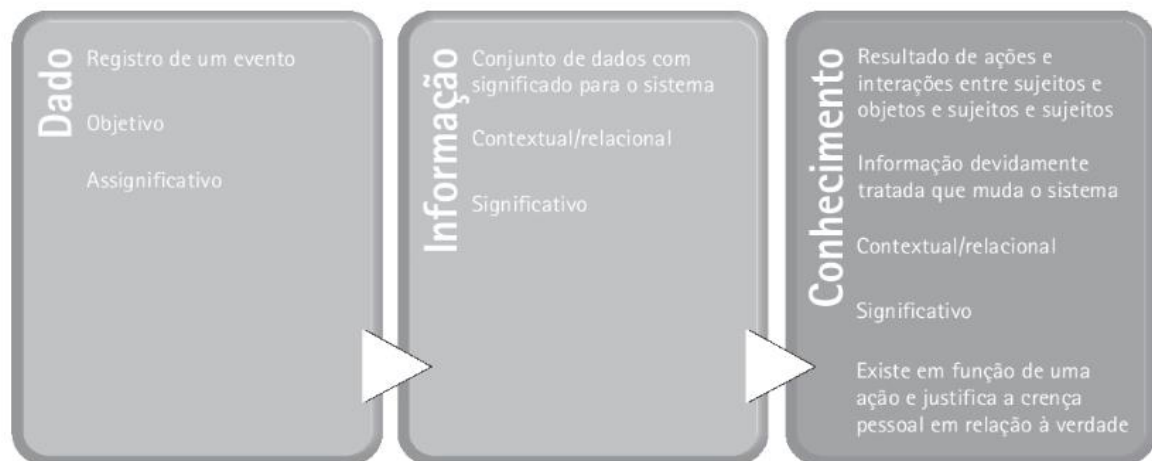 Dado
Registro de um evento
Objetivo
Assignificativo
Informação
Conjunto de dados com
significado para o sistema
Contextual/relacional
Significativo
Conhecimento
Resultado de ações e
interações entre sujeitos e
objetos e sujeitos e sujeitos
Informação devidamente
tratada que muda o sistema
Contextual/relacional
Significativo
Existe em função de uma
ação e justifica a crença
pessoal em relação à verdade